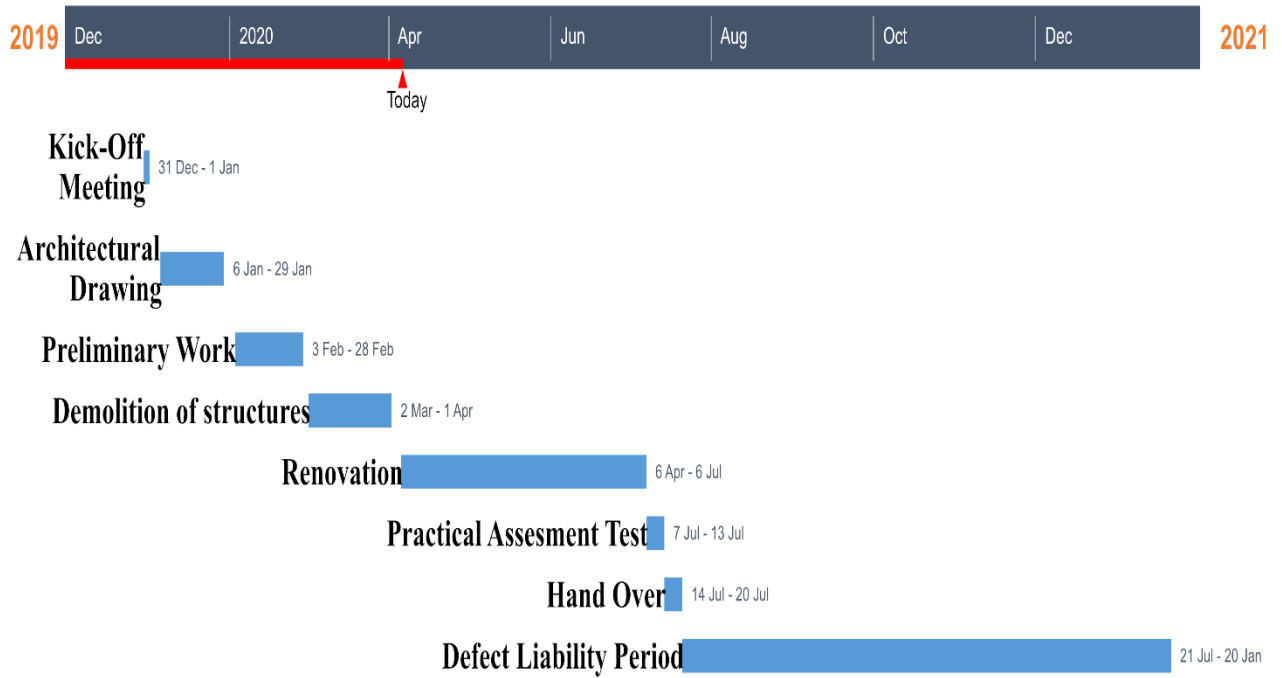 2019 Dec 2020 Apr Jun Aug Oct Dec 2021
Today
Kick-Off
Meeting
31 Dec - 1 Jan
Architectural
Drawing
6 Jan - 29 Jan
Preliminary Work
3 Feb - 28 Feb
Demolition of structures
2 Mar - 1 Apr
Renovation
6 Apr - 6 Jul
Practical Assesment Test
7 Jul - 13 Jul
Hand Over
14 Jul - 20 Jul
Defect Liability Period
21 Jul - 20 Jan